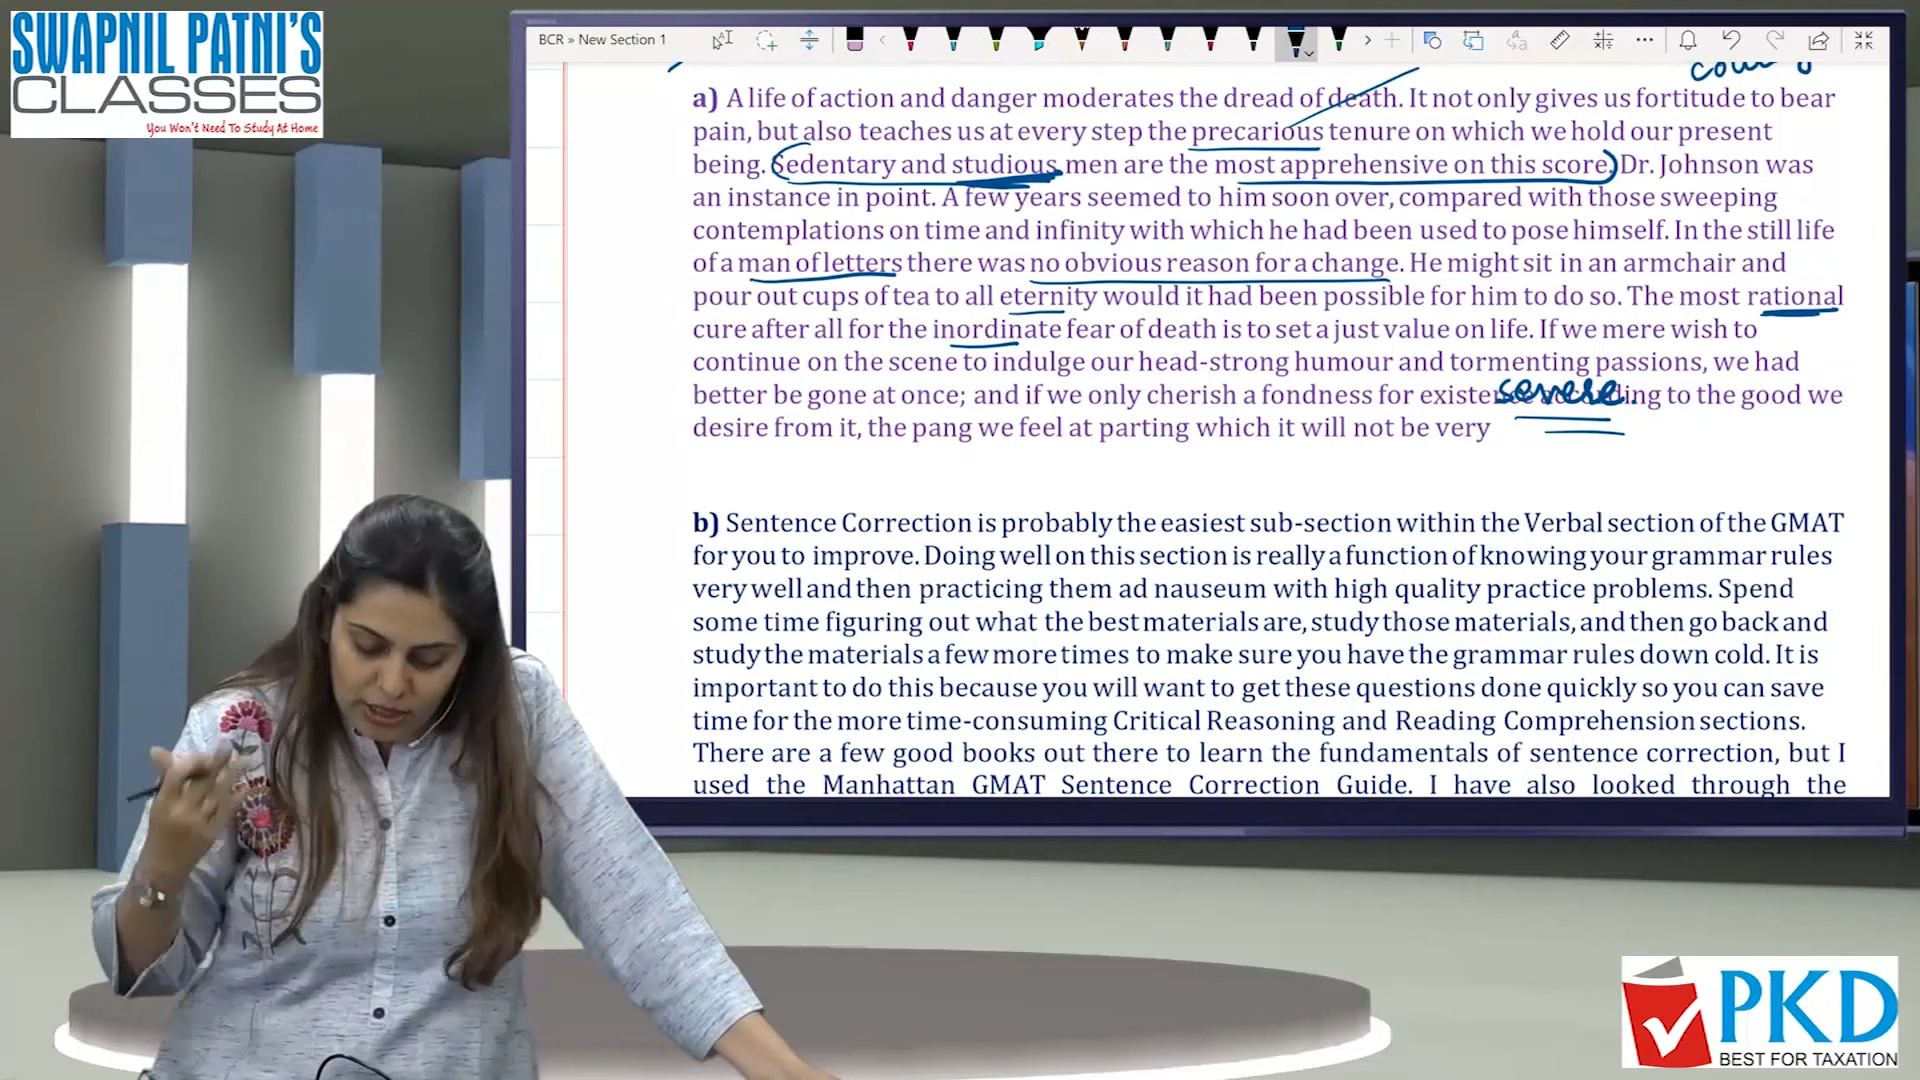 SWAPNIL PATNI'S
CLASSES
You Won't Need To Study At Home
BCR » New Section 1
a) A life of action and danger moderates the dread of death. It not only gives us fortitude to bear
pain, but also teaches us at every step the precarious tenure on which we hold our present
being. Sedentary and studious men are the most apprehensive on this score. Dr. Johnson was
an instance in point. A few years seemed to him soon over, compared with those sweeping
contemplations on time and infinity with which he had been used to pose himself. In the still life
of a man of letters there was no obvious reason for a change. He might sit in an armchair and
pour out cups of tea to all eternity would it had been possible for him to do so. The most rational
cure after all for the inordinate fear of death is to set a just value on life. If we mere wish to
continue on the scene to indulge our head-strong humour and tormenting passions, we had
severe.
better be gone at once; and if we only cherish a fondness for existence according to the good we
desire from it, the pang we feel at parting which it will not be very
b) Sentence Correction is probably the easiest sub-section within the Verbal section of the GMAT
for you to improve. Doing well on this section is really a function of knowing your grammar rules
very well and then practicing them ad nauseum with high quality practice problems. Spend
some time figuring out what the best materials are, study those materials, and then go back and
study the materials a few more times to make sure you have the grammar rules down cold. It is
important to do this because you will want to get these questions done quickly so you can save
time for the more time-consuming Critical Reasoning and Reading Comprehension sections.
There are a few good books out there to learn the fundamentals of sentence correction, but I
used the Manhattan GMAT Sentence Correction Guide. I have also looked through the
PKD
BEST FOR TAXATION